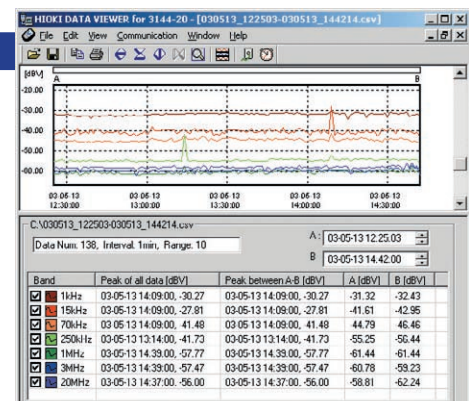 HIOKI DATA VIEWER for 3144-20 - [030513_122503-030513_144214.csv]
File Edit View Communication Window Help
[dBV]
A B
-20.00
-30.00
-40.00
-50.00
-60.00
03-05-13 03-05-13 03-05-13 03-05-13 03-05-13
12:30:00 13:00:00 13:30:00 14:00:00 14:30:00
C:\030513_122503-030513_144214.csv
Data Num: 138, Interval: 1min, Range: 10
A : 03-05-13 12:25:03
B 03-05-13 14:42:00
Band Peak of all data [dBV] Peak between A-B [dBV] A [dBV] B [dBV]
1kHz 03-05-13 14:09:00, -30.27 03-05-13 14:09:00, -30.27 -31.32 -32.43
15kHz 03-05-13 14:09:00, -27.81 03-05-13 14:09:00, -27.81 -41.61 -42.95
70kHz 03-05-13 14:09:00, 41.48 03-05-13 14:09:00, 41.48 44.79 46.46
250kHz 03-05-13 13:14:00, -41.73 03-05-13 13:14:00, -41.73 -55.25 -56.44
1MHz 03-05-13 14:39:00, -57.77 03-05-13 14:39:00, -57.77 -61.44 -61.44
3MHz 03-05-13 14:39:00, -57.47 03-05-13 14:39:00, -57.47 -60.78 -59.23
20MHz 03-05-13 14:37:00, -56.00 03-05-13 14:37:00, -56.00 -58.81 -62.24